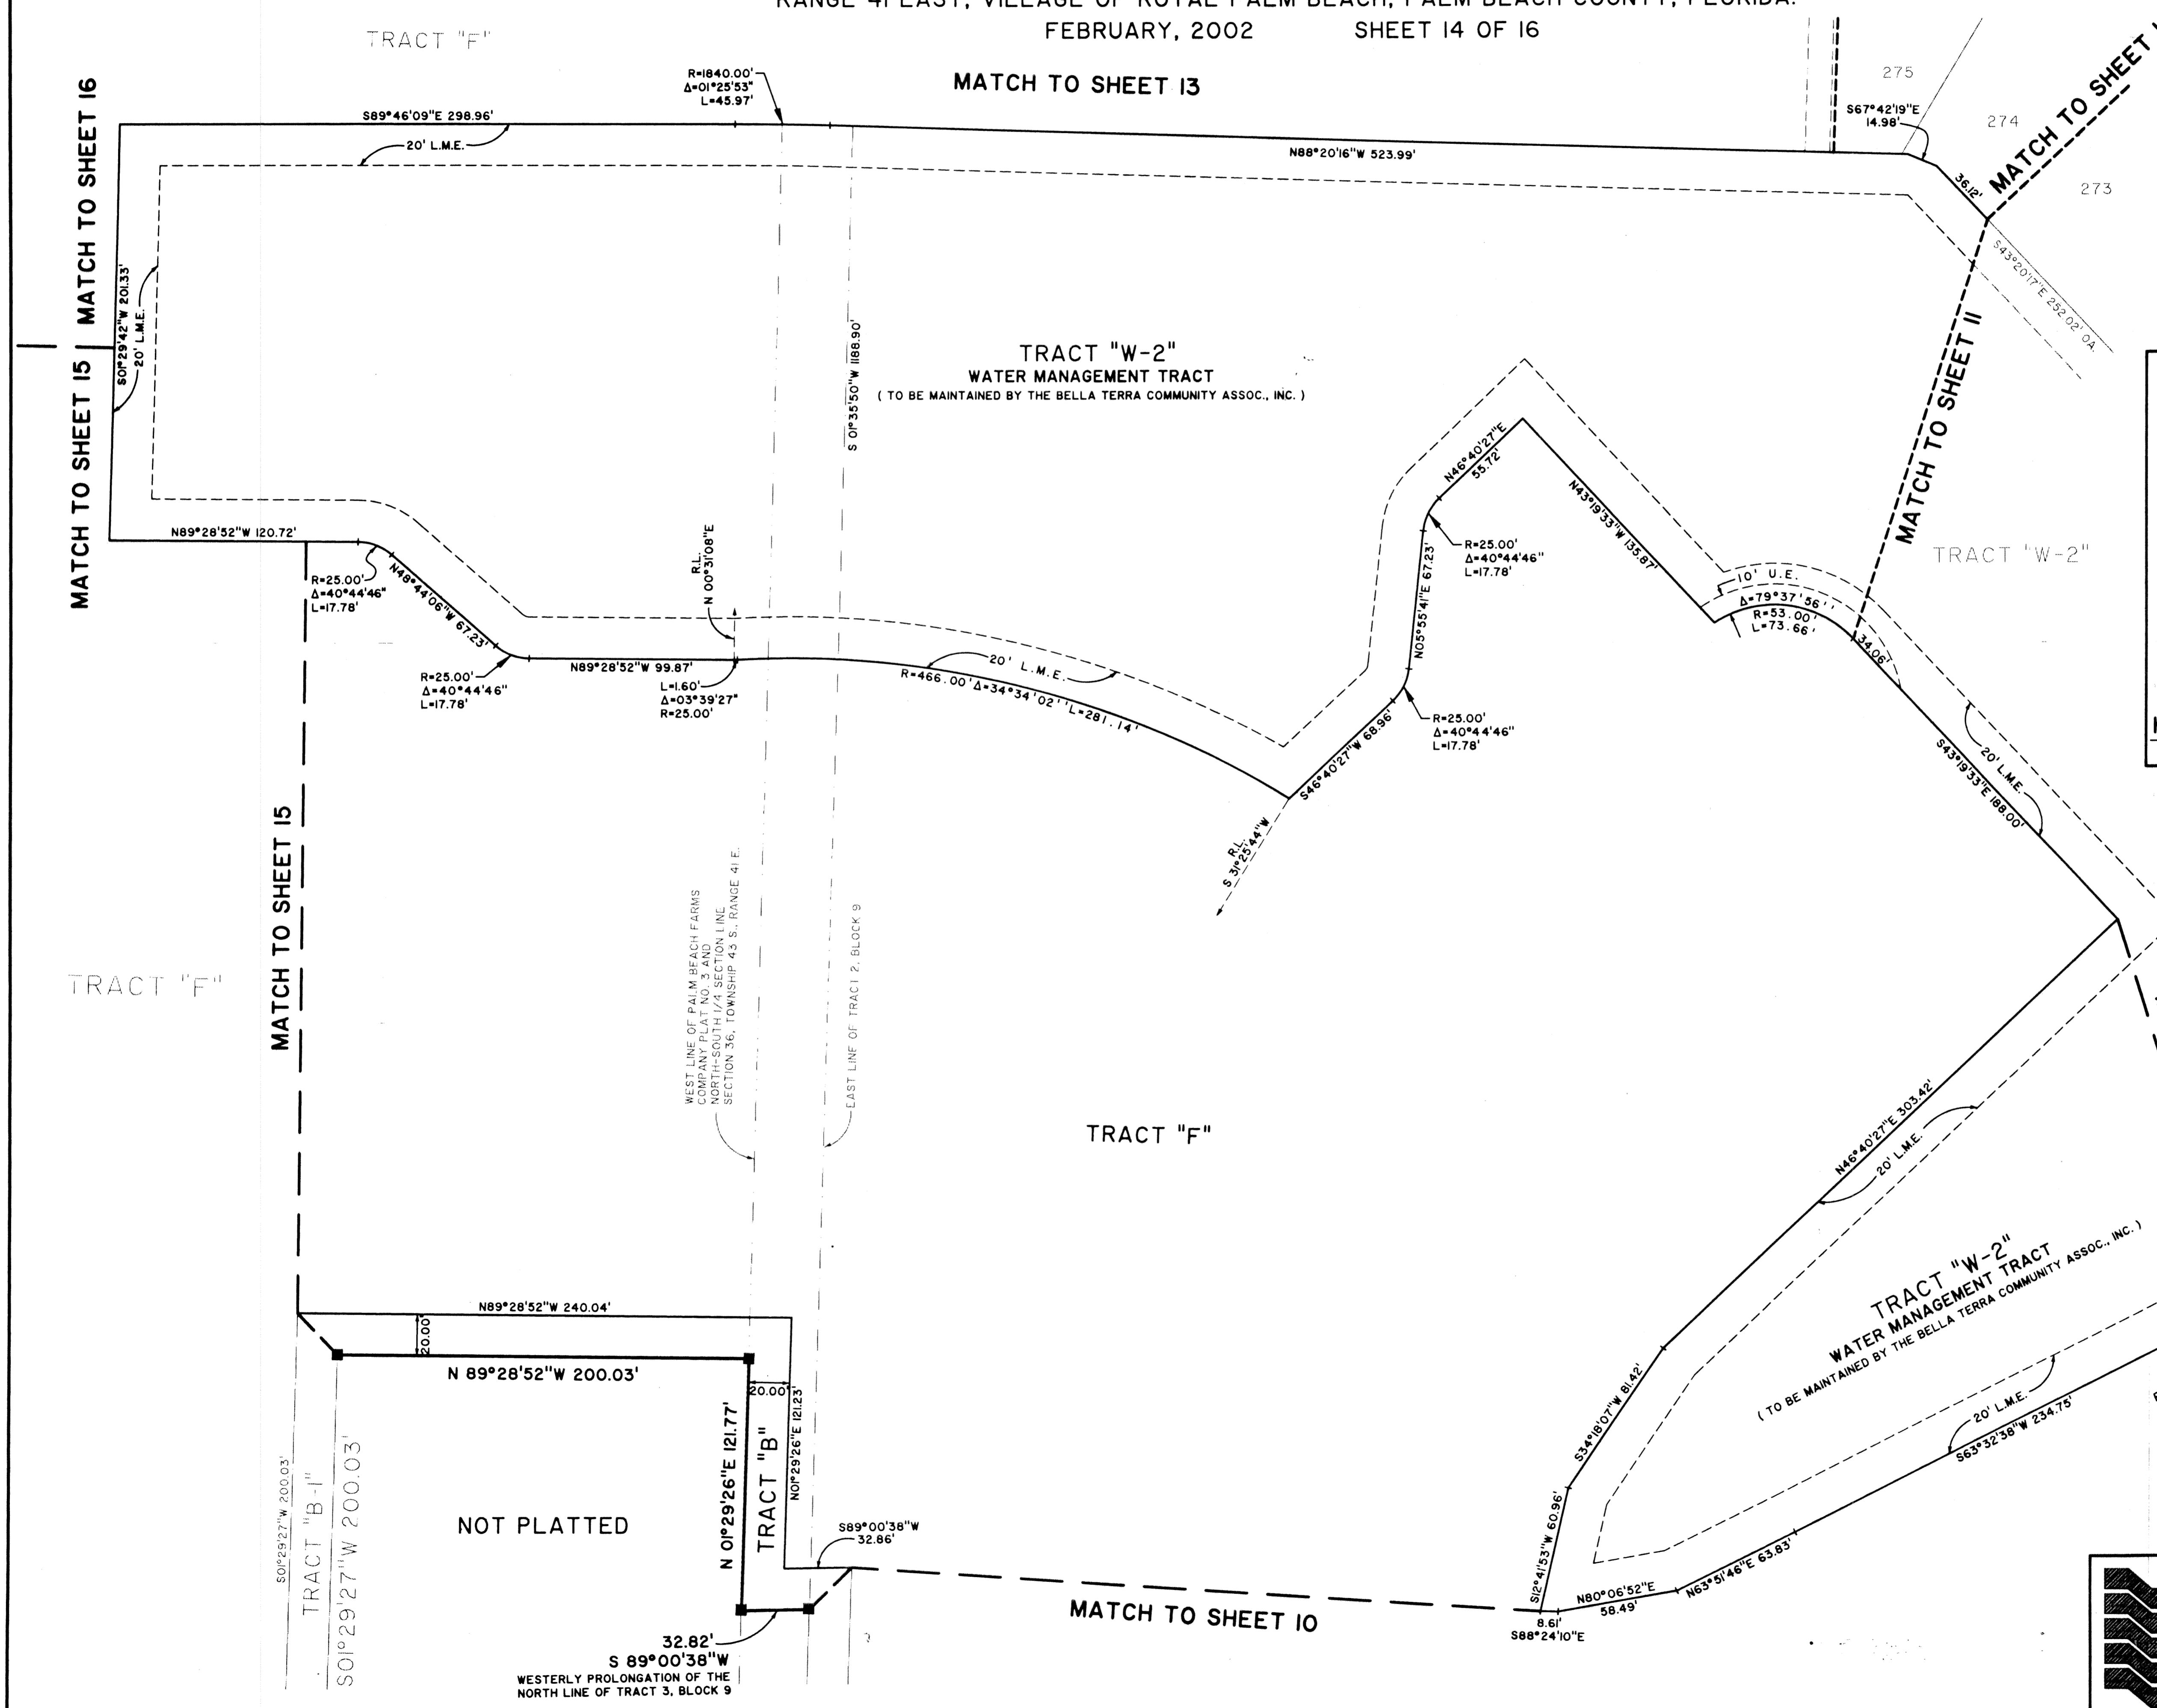 RANGE 41 EAST, VILLAGE OF ROYAL PALM BEACH, PALM BEACH COUNTY, FLORIDA.
FEBRUARY, 2002 SHEET 14 OF 16
TRACT "F"
MATCH TO SHEET 13
R=1840.00'
Δ=01°25'53"
L=45.97'
S89°46'09"E 298.96'
20' L.M.E.
N88°20'16"W 523.99'
275
S67°42'19"E
14.98'
274
36.12'
MATCH TO SHEET
273
S43°20'17"E 252.02' OA.
MATCH TO SHEET 16
MATCH TO SHEET 15
S01°29'42"W 201.33'
20' L.M.E.
S 01°35'50"W 1188.90'
TRACT "W-2"
WATER MANAGEMENT TRACT
( TO BE MAINTAINED BY THE BELLA TERRA COMMUNITY ASSOC., INC. )
MATCH TO SHEET 11
TRACT "W-2"
N89°28'52"W 120.72'
R=25.00'
Δ=40°44'46"
L=17.78'
N48°44'06"W 67.23'
R=25.00'
Δ=40°44'46"
L=17.78'
R.L.
N 00°31'08"E
N89°28'52"W 99.87'
L=1.60'
Δ=03°39'27"
R=25.00'
20' L.M.E.
R=466.00' Δ=34°34'02" L=281.14'
R.L.
S 31°25'44"W
S46°40'27"W 68.96'
R=25.00'
Δ=40°44'46"
L=17.78'
N05°55'41"E 67.23'
R=25.00'
Δ=40°44'46"
L=17.78'
N46°40'27"E
55.72'
N43°19'33"W 135.87'
10' U.E.
Δ=79°37'56''
R=53.00'
L=73.66'
34.06'
20' L.M.E.
S43°19'33"E 188.00'
MATCH TO SHEET 15
TRACT "F"
WEST LINE OF PALM BEACH FARMS
COMPANY PLAT NO. 3 AND
NORTH-SOUTH 1/4 SECTION LINE
SECTION 36, TOWNSHIP 43 S., RANGE 41 E.
EAST LINE OF TRACT 2, BLOCK 9
TRACT "F"
N46°40'27"E 303.42'
20' L.M.E.
TRACT "W-2"
WATER MANAGEMENT TRACT
( TO BE MAINTAINED BY THE BELLA TERRA COMMUNITY ASSOC., INC. )
20' L.M.E.
S63°32'38"W 234.75'
N63°51'46"E 63.83'
N80°06'52"E
58.49'
8.61'
S88°24'10"E
S12°41'53"W 60.96'
S34°18'07"W 81.42'
N89°28'52"W 240.04'
20.00'
N 89°28'52"W 200.03'
20.00'
N 01°29'26"E 121.77'
TRACT "B"
N01°29'26"E 121.23'
S01°29'27"W 200.03'
TRACT "B-1"
S01°29'27"W 200.03'
NOT PLATTED
S89°00'38"W
32.86'
MATCH TO SHEET 10
32.82'
S 89°00'38"W
WESTERLY PROLONGATION OF THE
NORTH LINE OF TRACT 3, BLOCK 9